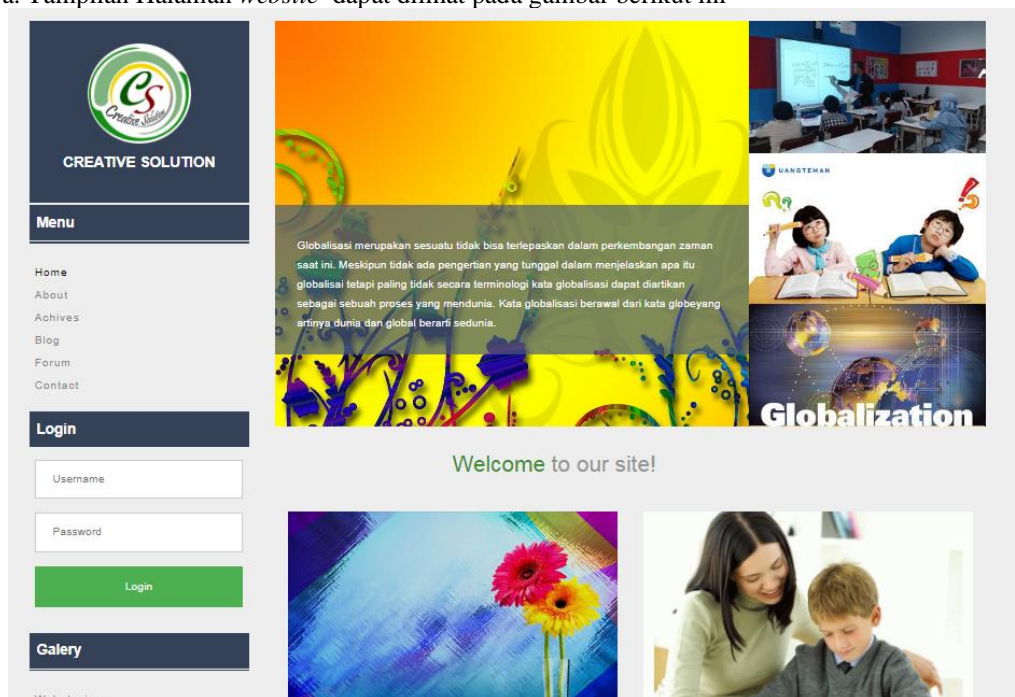 a. Tampilan Halaman website dapat dilihat pada gambar berikut ini
CS
Creative Solution
CREATIVE SOLUTION
Menu
Home
About
Achives
Blog
Forum
Contact
Login
Username
Password
Login
Galery
Globalisasi merupakan sesuatu tidak bisa terlepaskan dalam perkembangan zaman
saat ini. Meskipun tidak ada pengertian yang tunggal dalam menjelaskan apa itu
globalisai tetapi paling tidak secara terminologi kata globalisasi dapat diartikan
sebagai sebuah proses yang mendunia. Kata globalisasi berawal dari kata globeyang
artinya dunia dan global berarti sedunia.
UANGTEMAN
Globalization
Welcome to our site!